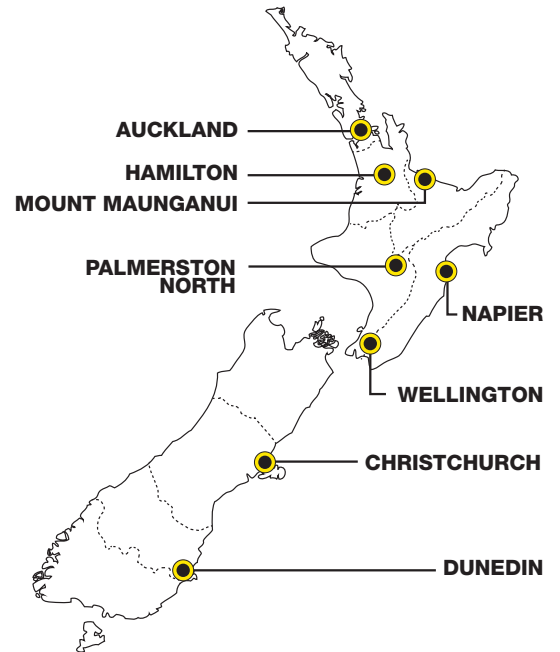 AUCKLAND
HAMILTON
MOUNT MAUNGANUI
PALMERSTON
NORTH
NAPIER
WELLINGTON
CHRISTCHURCH
DUNEDIN